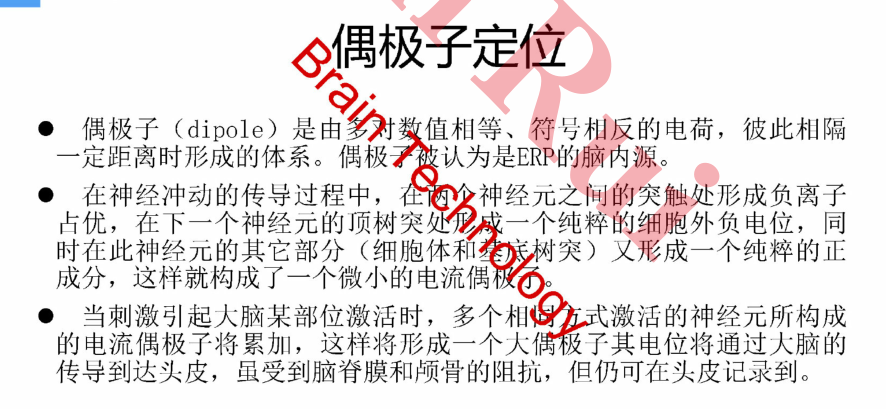 偶极子定位
● 偶极子（dipole）是由多对数值相等、符号相反的电荷，彼此相隔
一定距离时形成的体系。偶极子被认为是ERP的脑内源。
● 在神经冲动的传导过程中，在两个神经元之间的突触处形成负离子
占优，在下一个神经元的顶树突处形成一个纯粹的细胞外负电位，同
时在此神经元的其它部分（细胞体和基底树突）又形成一个纯粹的正
成分，这样就构成了一个微小的电流偶极子。
● 当刺激引起大脑某部位激活时，多个相同方式激活的神经元所构成
的电流偶极子将累加，这样将形成一个大偶极子其电位将通过大脑的
传导到达头皮，虽受到脑脊膜和颅骨的阻抗，但仍可在头皮记录到。
Brain Technology
Rui